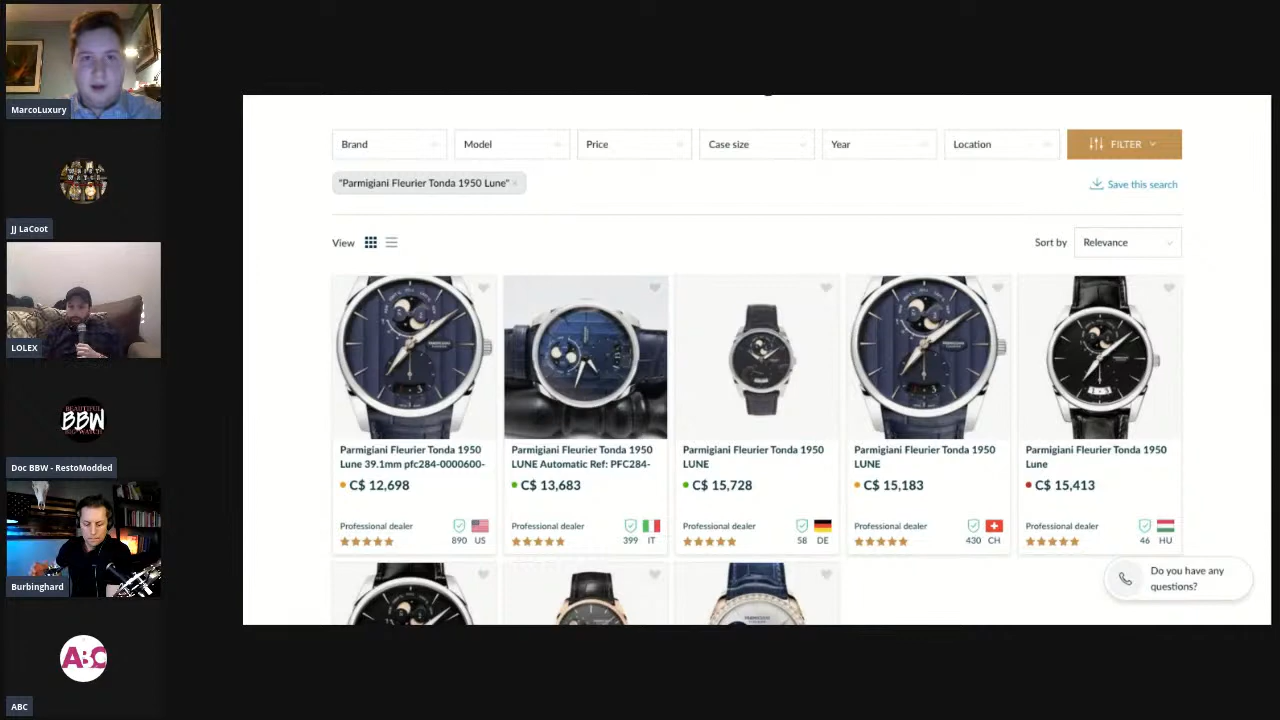 MarcoLuxury
JJ LaCoot
LOLEX
BEAUTIFUL
BBW
Doc BBW - RestoModded
Burbinghard
ABC
ABC
Brand
Model
Price
Case size
Year
Location
FILTER
"Parmigiani Fleurier Tonda 1950 Lune" ×
Save this search
View
Sort by
Relevance
Parmigiani Fleurier Tonda 1950
Lune 39.1mm pfc284-0000600-
C$ 12,698
Professional dealer
890 US
Parmigiani Fleurier Tonda 1950
LUNE Automatic Ref: PFC284-
C$ 13,683
Professional dealer
399 IT
Parmigiani Fleurier Tonda 1950
LUNE
C$ 15,728
Professional dealer
58 DE
Parmigiani Fleurier Tonda 1950
LUNE
C$ 15,183
Professional dealer
430 CH
Parmigiani Fleurier Tonda 1950
Lune
C$ 15,413
Professional dealer
46 HU
Do you have any
questions?